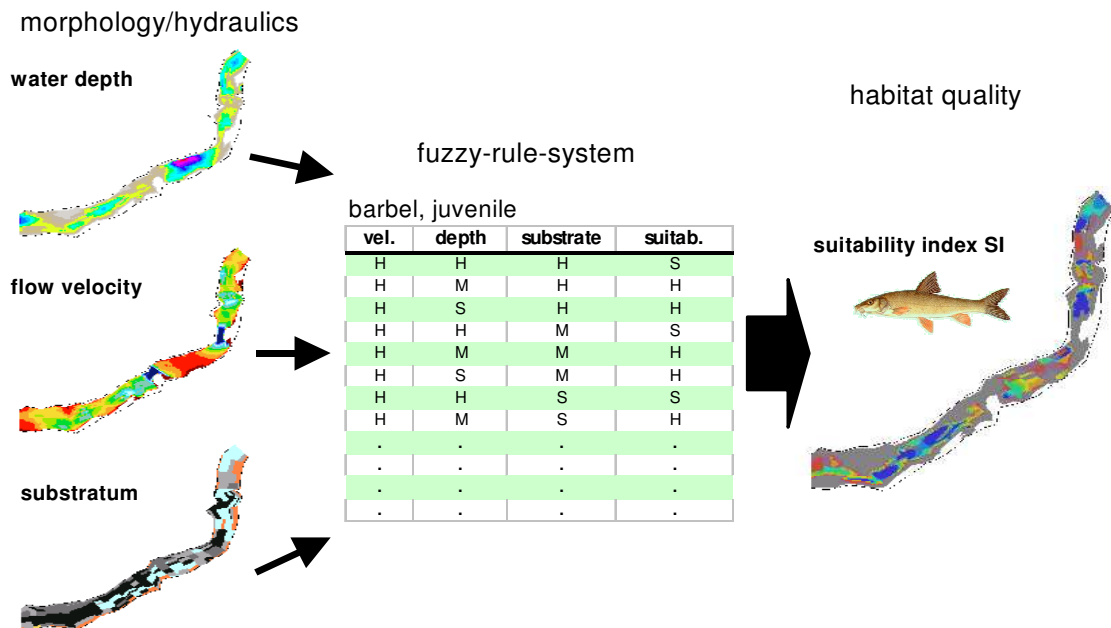 morphology/hydraulics
water depth
flow velocity
substratum
fuzzy-rule-system
barbel, juvenile
vel. depth substrate suitab.
H H H S
H M H H
H S H H
H H M S
H M M H
H S M H
H H S S
H M S H
. . . .
. . . .
. . . .
. . . .
habitat quality
suitability index SI